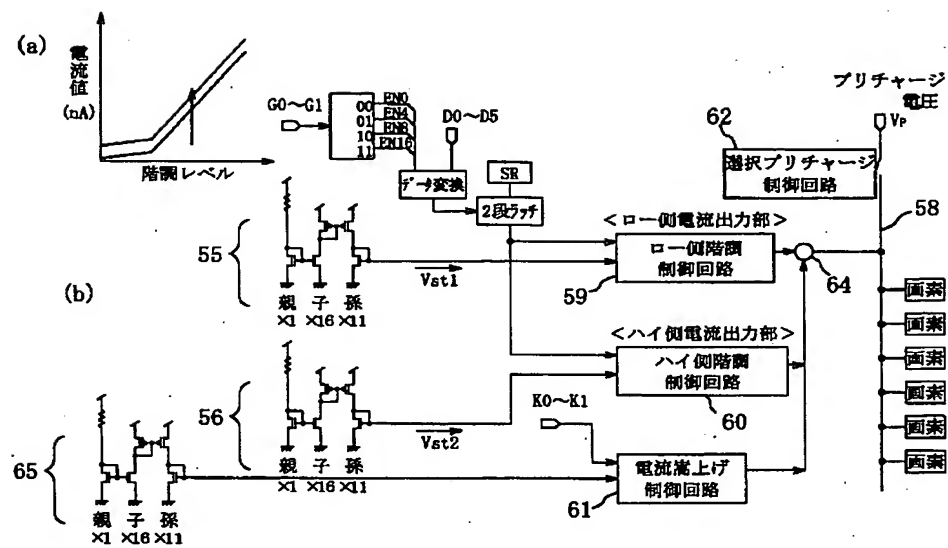 (a)
電流値
(nA)
階調レベル
G0~G1
00
01
10
11
EN0
EN4
EN8
EN16
D0~D5
データ変換
SR
2段ラッチ
プリチャージ
電圧
VP
62
選択プリチャージ
制御回路
58
55
Vst1
親
×1
子
×16
孫
×11
<ロー側電流出力部>
ロー側階調
制御回路
59
64
(b)
<ハイ側電流出力部>
ハイ側階調
制御回路
60
56
Vst2
親
×1
子
×16
孫
×11
K0~K1
電流嵩上げ
制御回路
61
65
親
×1
子
×16
孫
×11
画素
画素
画素
画素
画素
画素